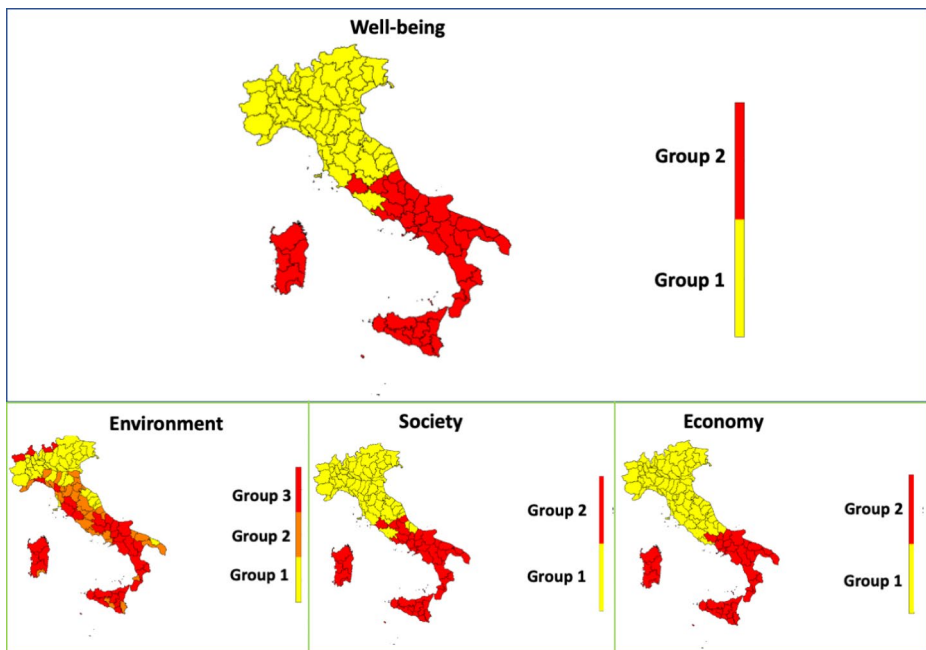 Well-being
Group 2
Group 1
Environment
Group 3
Group 2
Group 1
Society
Group 2
Group 1
Economy
Group 2
Group 1